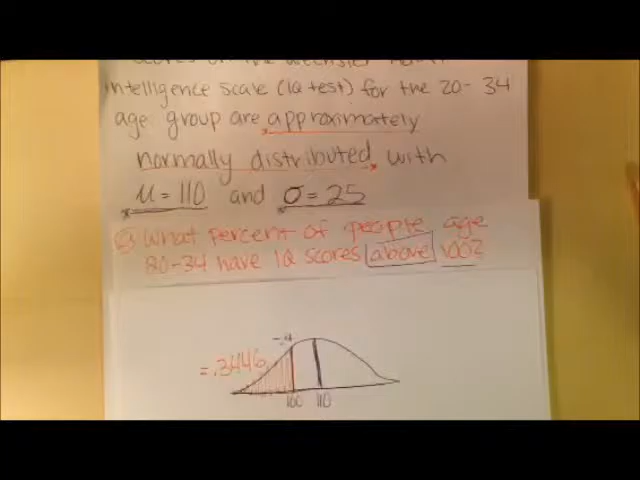 intelligence scale (IQ test) for the 20-34
age group are approximately
normally distributed with
μ = 110 and σ = 25
What percent of people age
20-34 have IQ scores above 100?
-.4
= .3446
100 110